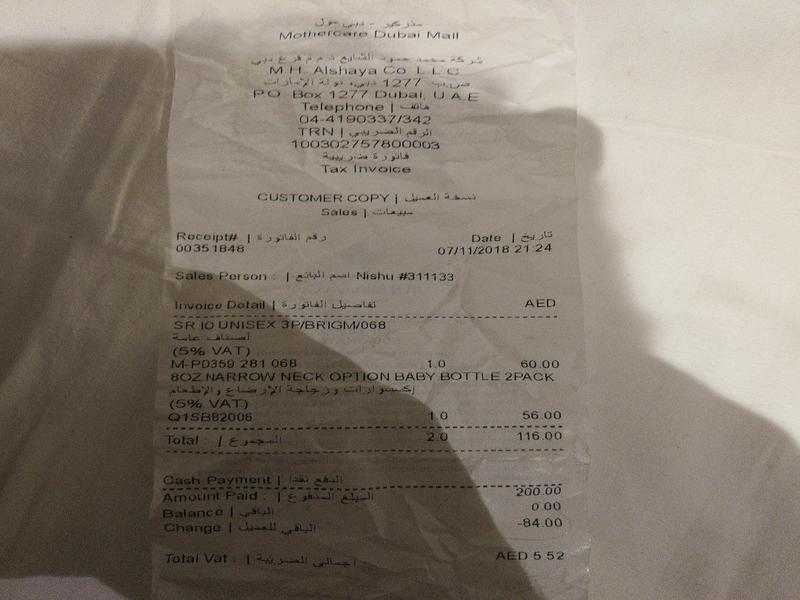 مذركير - دبي مول
Mothercare Dubai Mall
شركة محمد حمود الشايع ذ.م.م فرع دبي
M.H. Alshaya Co. L.L.C
ص.ب. 1277 دبي، دولة الإمارات
P.O. Box 1277 Dubai, U.A.E
Telephone | هاتف
04-4190337/342
TRN | الرقم الضريبي
100302757800003
فاتورة ضريبية
Tax Invoice
CUSTOMER COPY | نسخة العميل
Sales | مبيعات
Receipt# | رقم الفاتورة Date | تاريخ
00351848 07/11/2018 21:24
Sales Person : | اسم البائع Nishu #311133
Invoice Detail | تفاصيل الفاتورة AED
SR IO UNISEX 3P/BRIGM/068
أصناف عامة
(5% VAT)
M-PD359 281 068 1.0 60.00
8OZ NARROW NECK OPTION BABY BOTTLE 2PACK
إكسسوارات وزجاجة الإرضاع والإطعام
(5% VAT)
Q1SB82006 1.0 56.00
Total : | المجموع 2.0 116.00
Cash Payment | الدفع نقدا
200.00
Amount Paid : | المبلغ المدفوع
Balance | الباقي 0.00
Change | الباقي للعميل -84.00
Total Vat : | اجمالي الضريبة AED 5.52